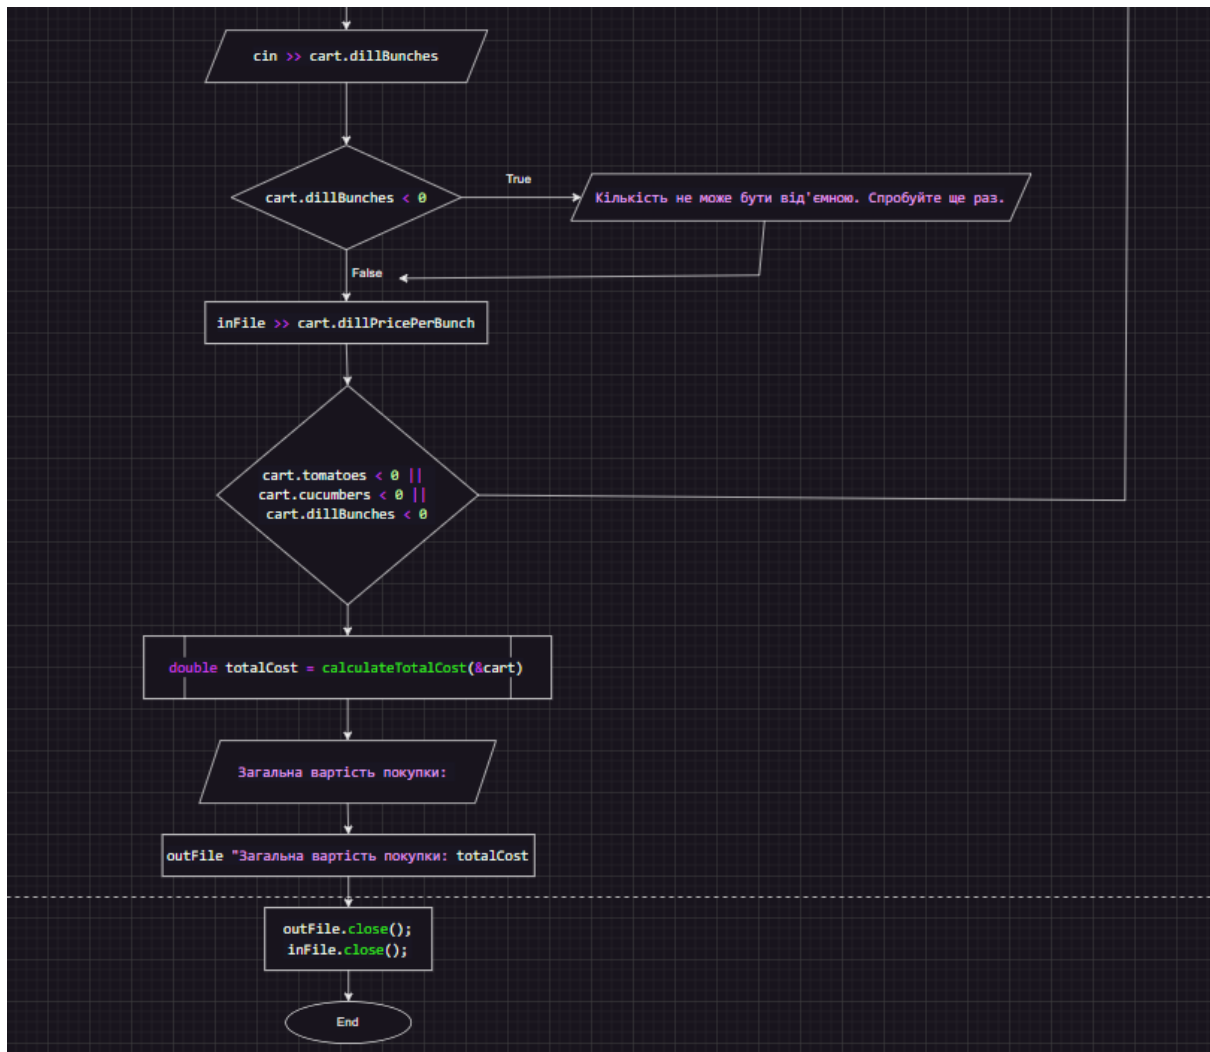 cin >> cart.dillBunches
True
cart.dillBunches < 0
Кількість не може бути від'ємною. Спробуйте ще раз.
False
inFile >> cart.dillPricePerBunch
cart.tomatoes < 0 ||
cart.cucumbers < 0 ||
cart.dillBunches < 0
double totalCost = calculateTotalCost(&cart)
Загальна вартість покупки:
outFile "Загальна вартість покупки: totalCost
outFile.close();
inFile.close();
End